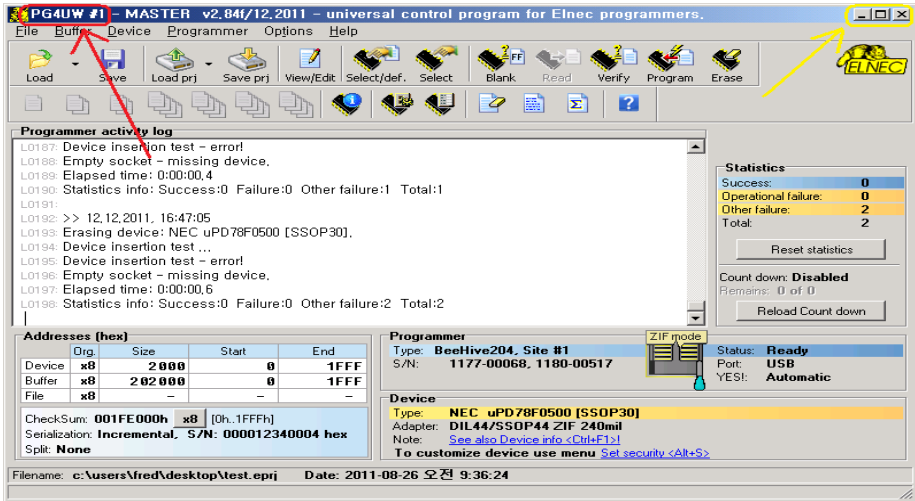 PG4UW #1 - MASTER v2.84f/12.2011 - universal control program for Elnec programmers.
File Buffer Device Programmer Options Help
Load Save Load prj Save prj View/Edit Select/def. Select Blank Read Verify Program Erase
ELNEC
Programmer activity log
L0187: Device insertion test - error!
L0188: Empty socket - missing device.
L0189: Elapsed time: 0:00:00.4
L0190: Statistics info: Success:0 Failure:0 Other failure:1 Total:1
L0191:
L0192: >> 12.12.2011, 16:47:05
L0193: Erasing device: NEC uPD78F0500 [SSOP30].
L0194: Device insertion test ...
L0195: Device insertion test - error!
L0196: Empty socket - missing device.
L0197: Elapsed time: 0:00:00.6
L0198: Statistics info: Success:0 Failure:0 Other failure:2 Total:2
Statistics
Success: 0
Operational failure: 0
Other failure: 2
Total: 2
Reset statistics
Count down: Disabled
Remains: 0 of 0
Reload Count down
Addresses (hex)
Org. Size Start End
Device x8 2000 0 1FFF
Buffer x8 202000 0 1FFF
File x8 - - -
CheckSum: 001FE000h x8 [0h..1FFFh]
Serialization: Incremental, S/N: 000012340004 hex
Split: None
Programmer
ZIF mode
Type: BeeHive204, Site #1
S/N: 1177-00068, 1180-00517
Status: Ready
Port: USB
YES!: Automatic
Device
Type: NEC uPD78F0500 [SSOP30]
Adapter: DIL44/SSOP44 ZIF 240mil
Note: See also Device info <Ctrl+F1>!
To customize device use menu Set security <Alt+S>
Filename: c:\users\fred\desktop\test.eprj Date: 2011-08-26 오전 9:36:24